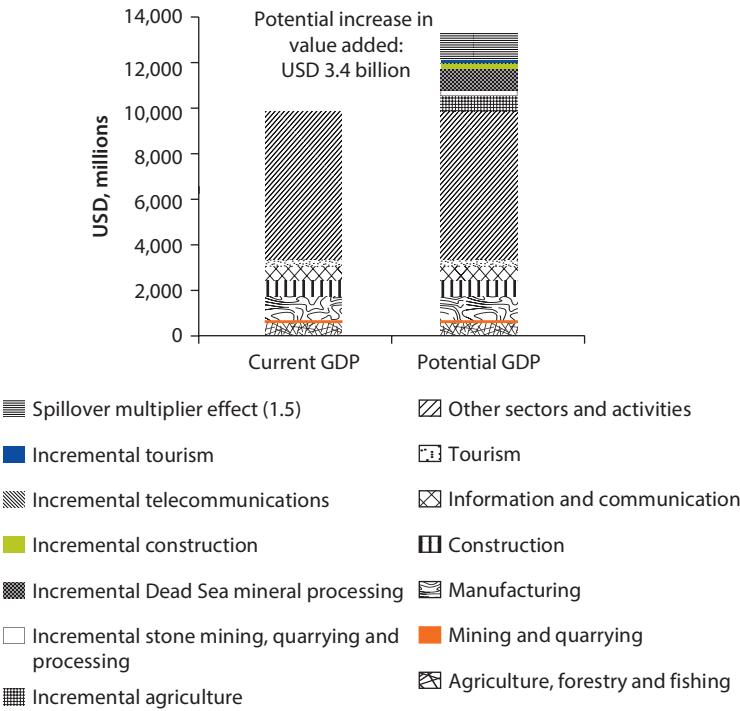 Potential increase in
value added:
USD 3.4 billion
USD, millions
14,000
12,000
10,000
8,000
6,000
4,000
2,000
0
Current GDP
Potential GDP
Spillover multiplier effect (1.5)
Incremental tourism
Incremental telecommunications
Incremental construction
Incremental Dead Sea mineral processing
Incremental stone mining, quarrying and
processing
Incremental agriculture
Other sectors and activities
Tourism
Information and communication
Construction
Manufacturing
Mining and quarrying
Agriculture, forestry and fishing